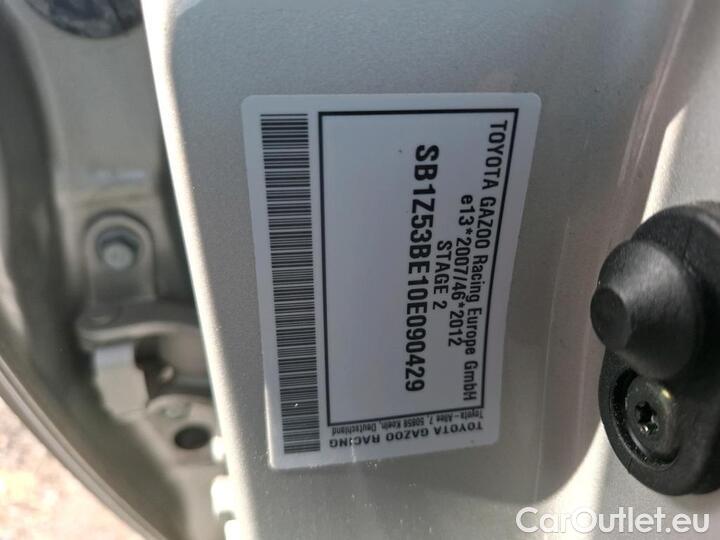 TOYOTA GAZOO Racing Europe GmbH
e13*2007/46*2012
STAGE 2
SB1Z53BE10E090429
TOYOTA GAZOO RACING
Toyota - Allee 7, 50858 Koeln, Deutschland
CarOutlet.eu